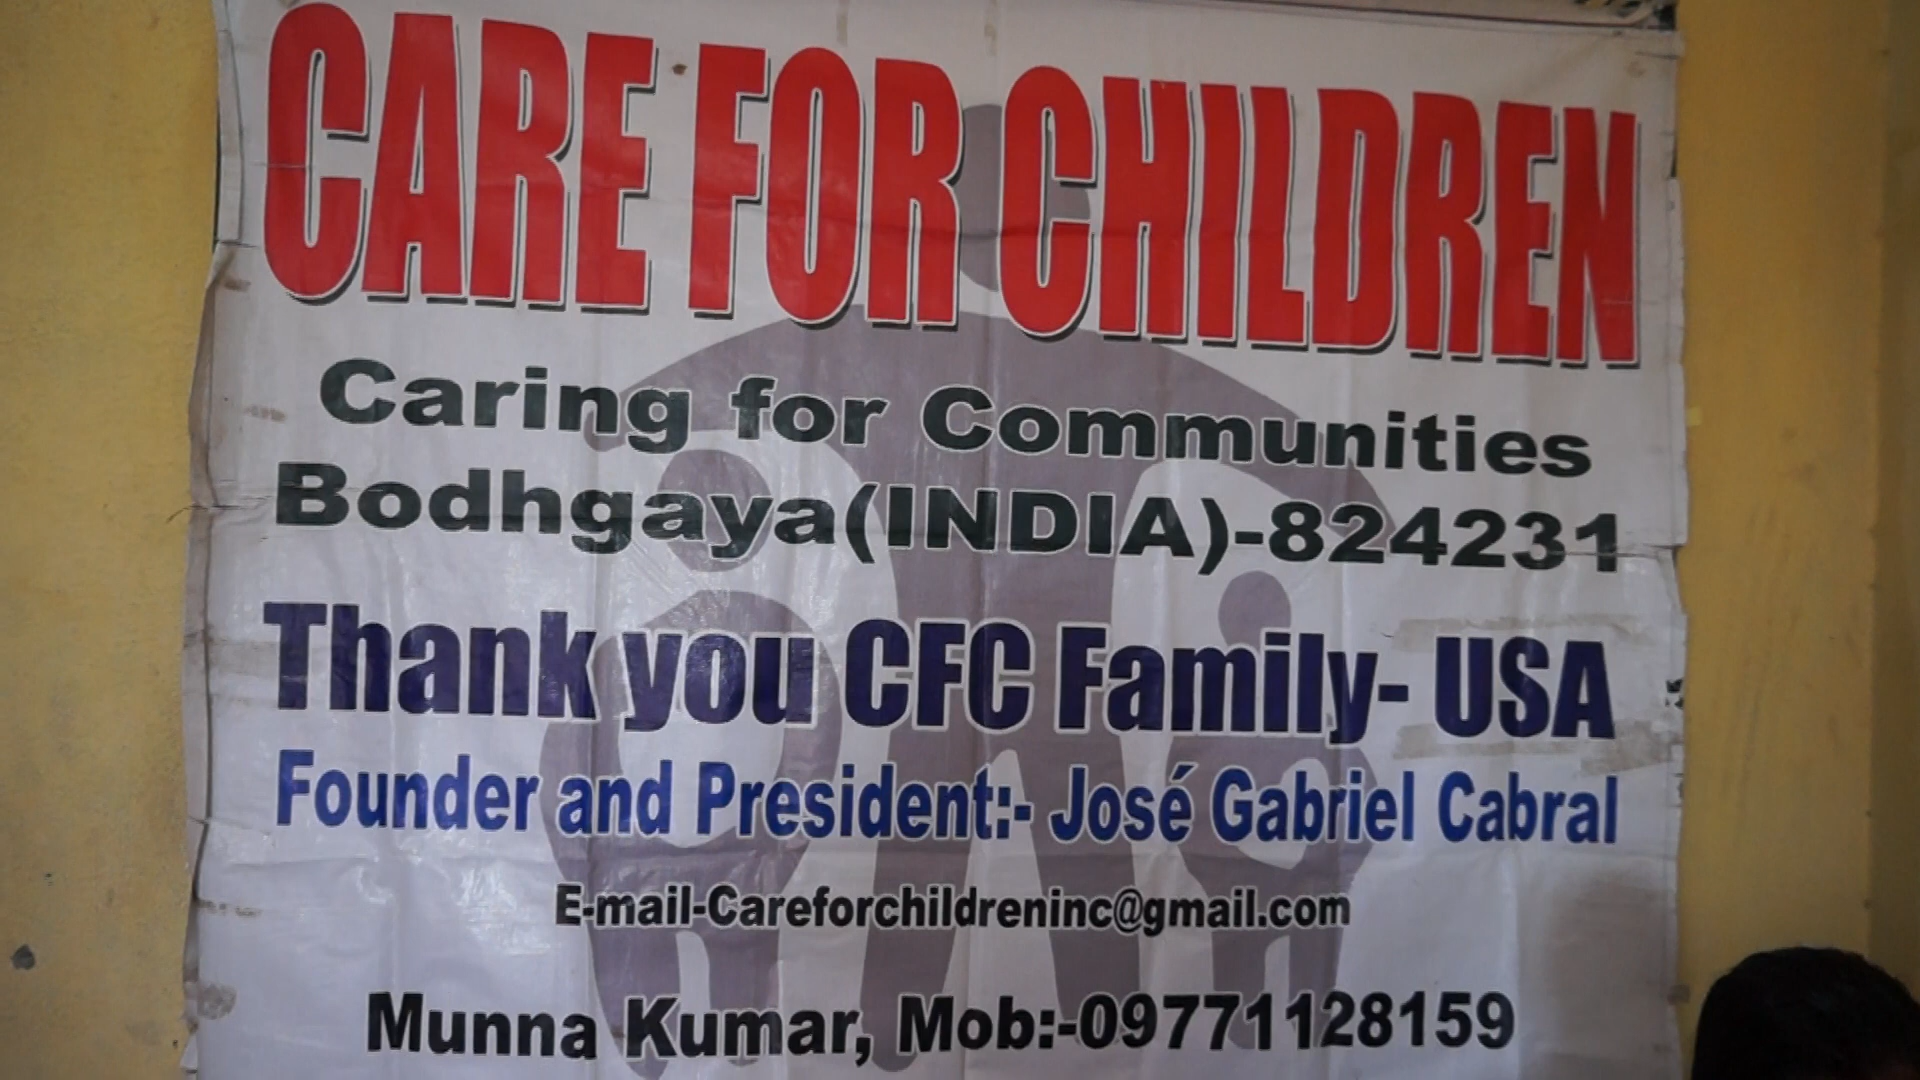 CARE FOR CHILDREN
Caring for Communities
Bodhgaya(INDIA)-824231
Thank you CFC Family- USA
Founder and President:- José Gabriel Cabral
E-mail-Careforchildreninc@gmail.com
Munna Kumar, Mob:-09771128159